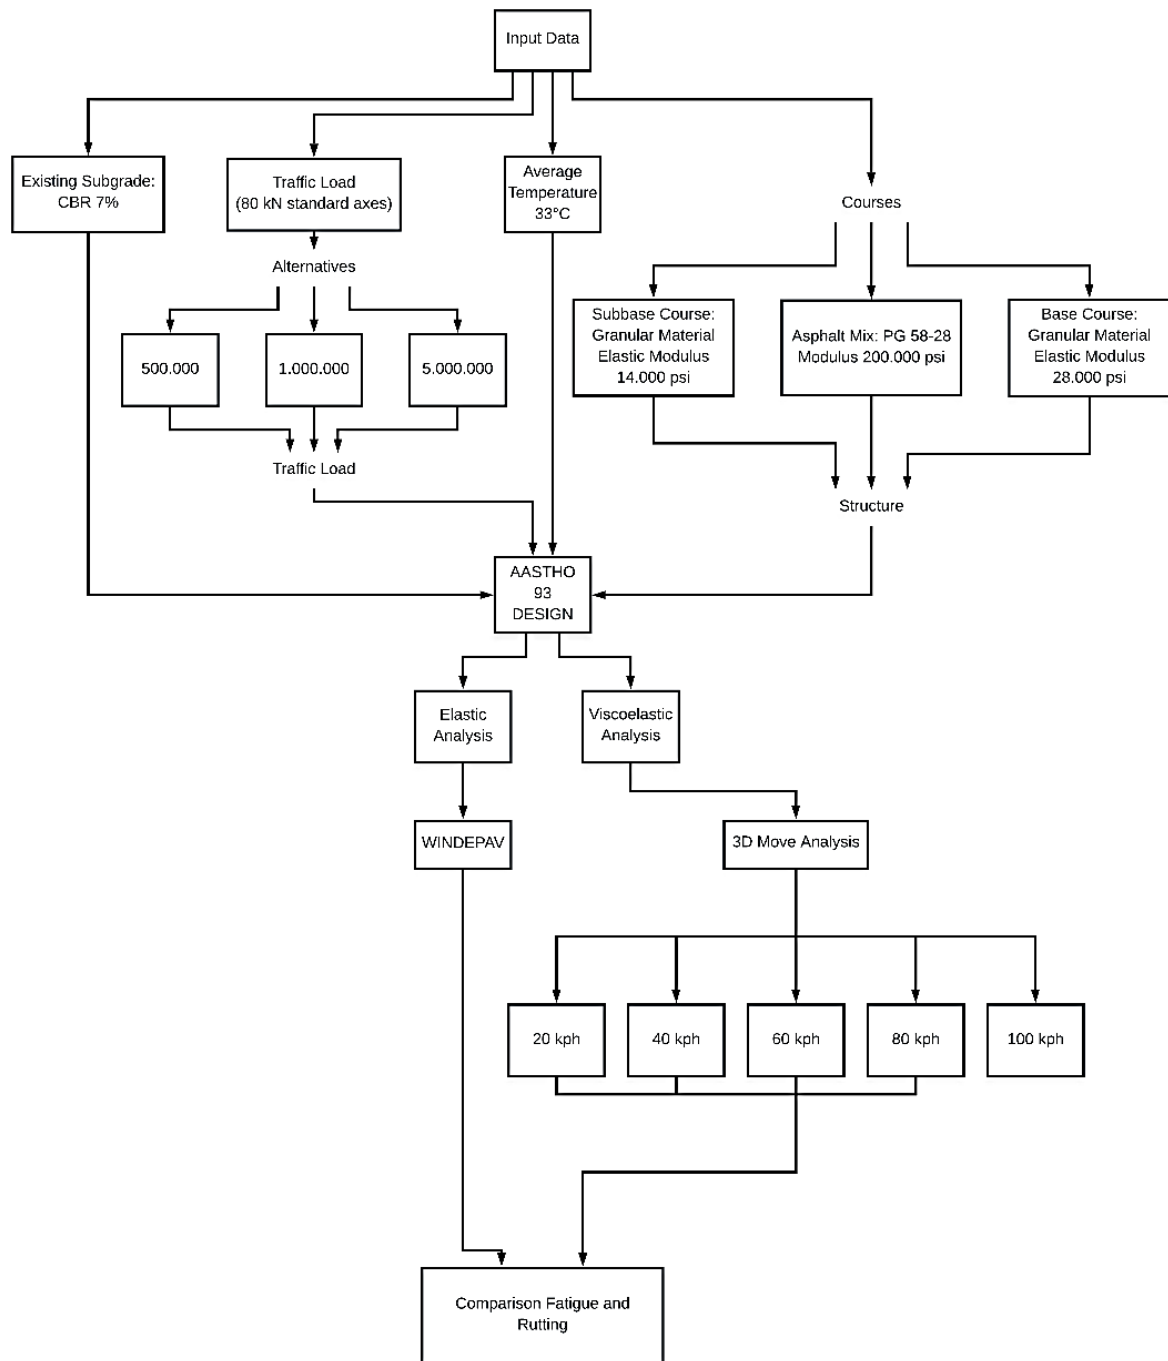 Input Data
Existing Subgrade:
CBR 7%
Traffic Load
(80 kN standard axes)
Average
Temperature
33°C
Courses
Alternatives
500.000
1.000.000
5.000.000
Traffic Load
Subbase Course:
Granular Material
Elastic Modulus
14.000 psi
Asphalt Mix: PG 58-28
Modulus 200.000 psi
Base Course:
Granular Material
Elastic Modulus
28.000 psi
Structure
AASTHO
93
DESIGN
Elastic
Analysis
Viscoelastic
Analysis
WINDEPAV
3D Move Analysis
20 kph
40 kph
60 kph
80 kph
100 kph
Comparison Fatigue and
Rutting